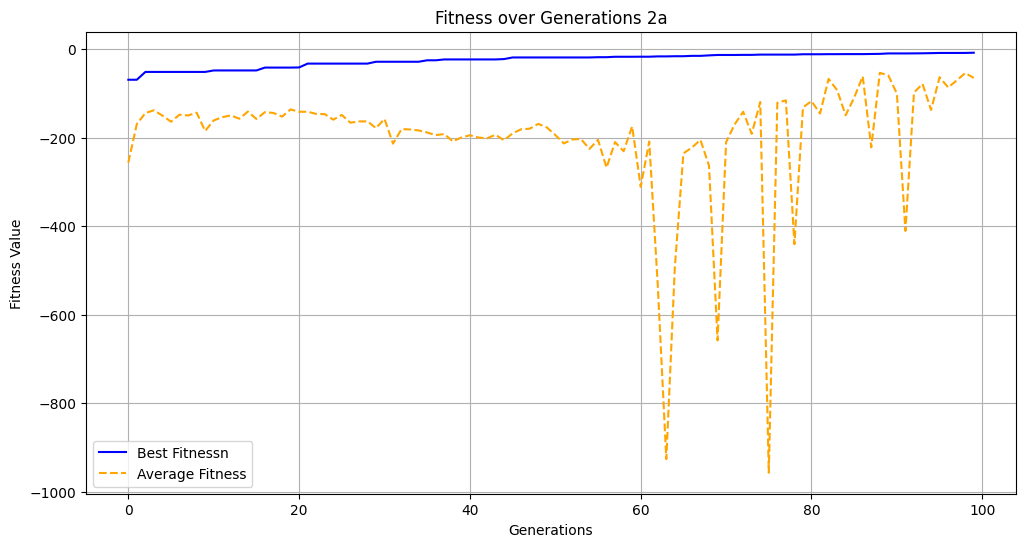 Fitness over Generations 2a
Fitness Value
0
−200
−400
−600
−800
−1000
Best Fitnessn
Average Fitness
0 20 40 60 80 100
Generations